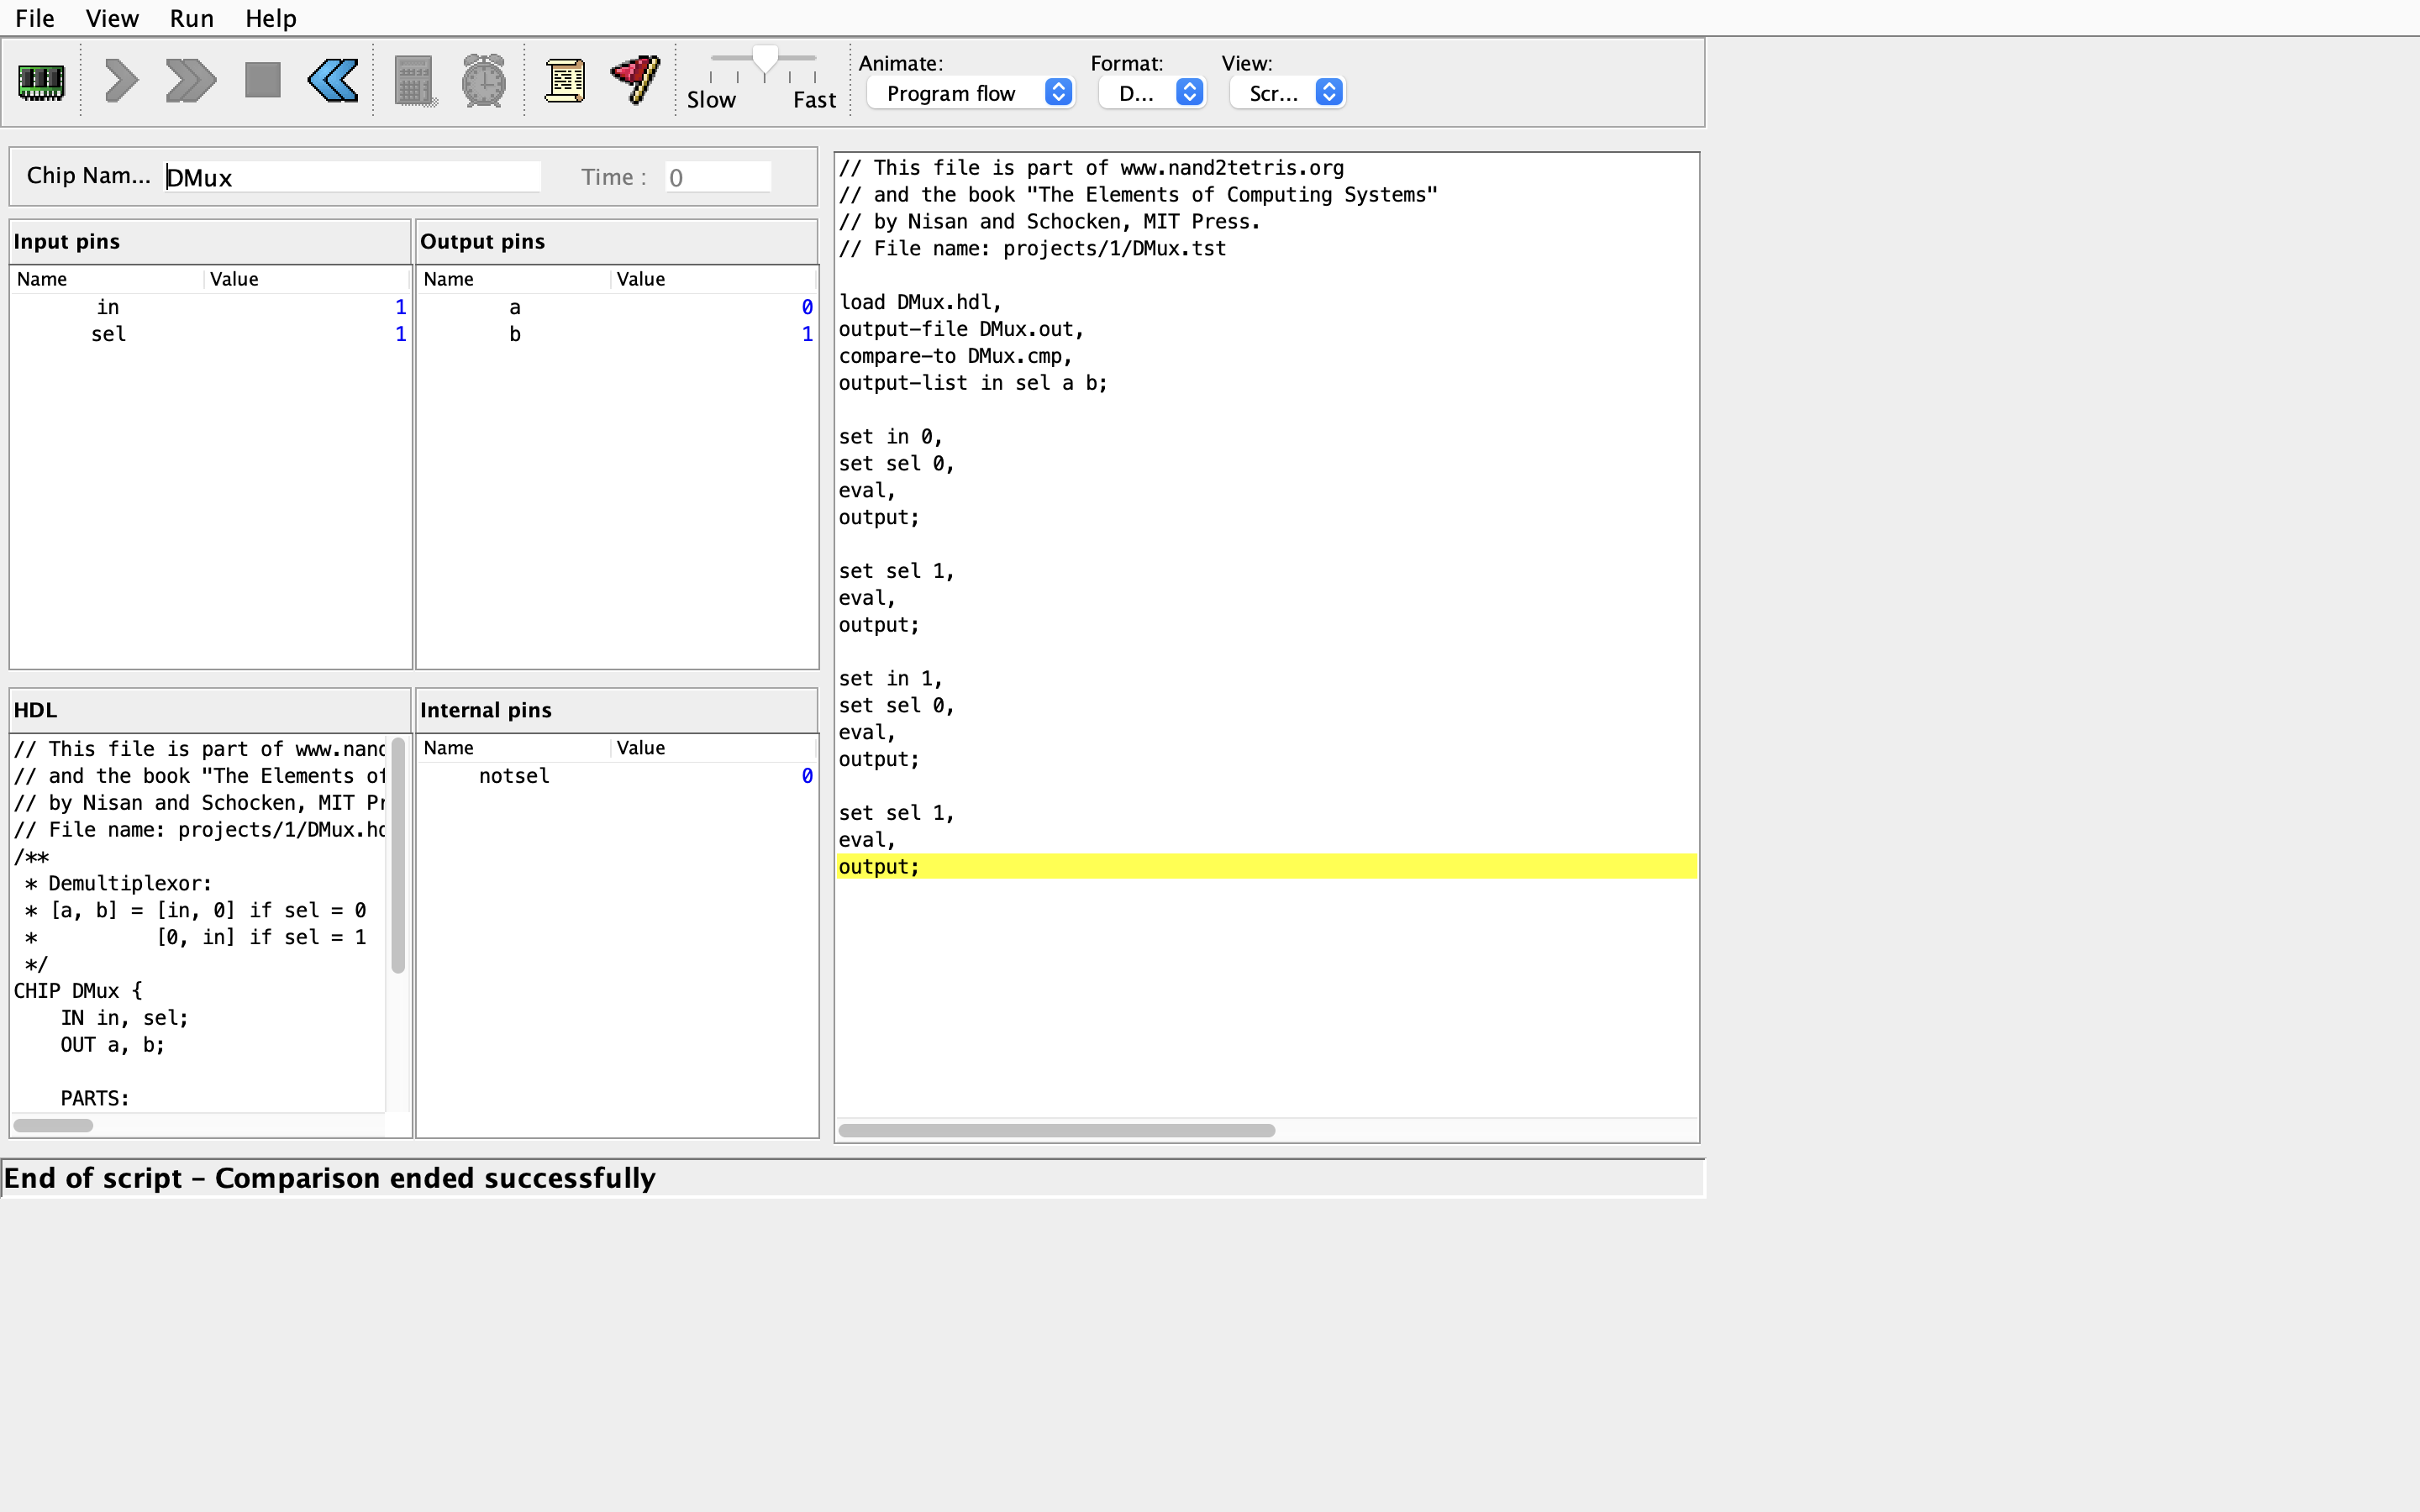 File View Run Help
Animate: Format: View:
Program flow D... Scr...
Slow Fast
Chip Nam... DMux Time : 0
Input pins
Name Value
in 1
sel 1
Output pins
Name Value
a 0
b 1
HDL
// This file is part of www.nand
// and the book "The Elements of
// by Nisan and Schocken, MIT Pr
// File name: projects/1/DMux.hd
/**
 * Demultiplexor:
 * [a, b] = [in, 0] if sel = 0
 *          [0, in] if sel = 1
 */
CHIP DMux {
    IN in, sel;
    OUT a, b;
    PARTS:
Internal pins
Name Value
notsel 0
// This file is part of www.nand2tetris.org
// and the book "The Elements of Computing Systems"
// by Nisan and Schocken, MIT Press.
// File name: projects/1/DMux.tst
load DMux.hdl,
output-file DMux.out,
compare-to DMux.cmp,
output-list in sel a b;
set in 0,
set sel 0,
eval,
output;
set sel 1,
eval,
output;
set in 1,
set sel 0,
eval,
output;
set sel 1,
eval,
output;
End of script - Comparison ended successfully